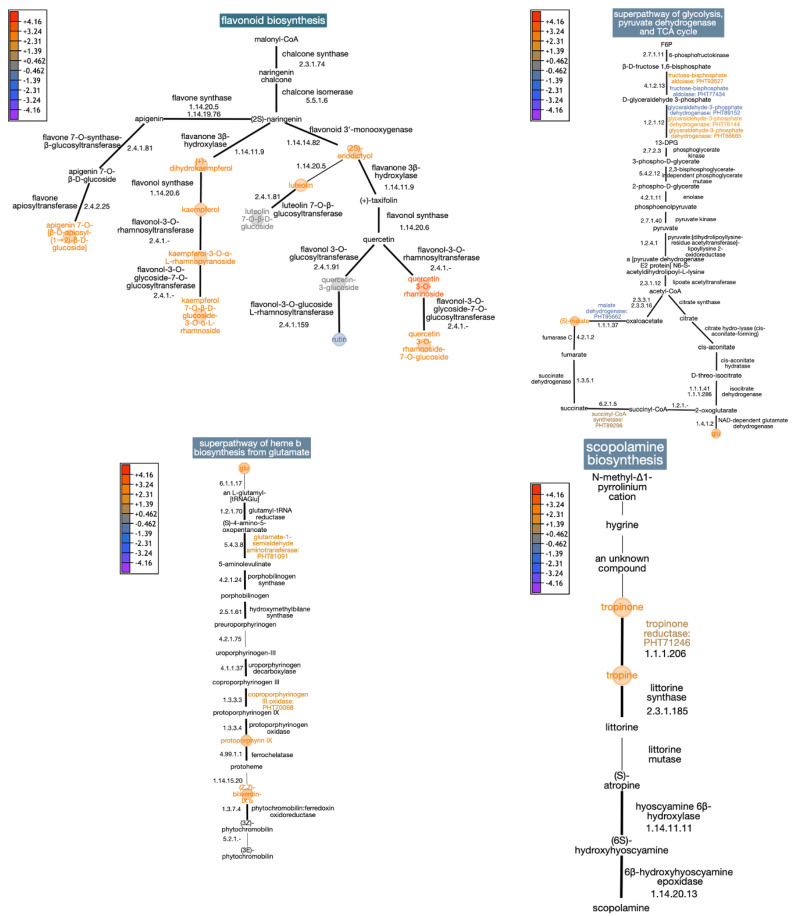 flavonoid biosynthesis
+4.16
+3.24
+2.31
+1.39
+0.462
-0.462
-1.39
-2.31
-3.24
-4.16
malonyl-CoA
chalcone synthase
2.3.1.74
naringenin
chalcone
chalcone isomerase
5.5.1.6
flavone synthase
1.14.20.5
1.14.19.76
apigenin
(2S)-naringenin
flavone 7-O-synthase-
β-glucosyltransferase
2.4.1.81
flavanone 3β-
hydroxylase
1.14.11.9
flavonoid 3'-monooxygenase
1.14.14.82
(+)-
dihydrokaempferol
(2S)-
eriodictyol
1.14.20.5
flavanone 3β-
hydroxylase
1.14.11.9
apigenin 7-O-
β-D-glucoside
flavonol synthase
1.14.20.6
luteolin
2.4.1.81
luteolin 7-O-β-
glucosyltransferase
(+)-taxifolin
flavone
apiosyltransferase
2.4.2.25
kaempferol
luteolin
7-O-β-D-
glucoside
flavonol synthase
1.14.20.6
apigenin 7-O-
[β-D-apiosyl-
(1→2)-β-D-
glucoside]
flavonol-3-O-
rhamnosyltransferase
2.4.1.-
quercetin
kaempferol-3-O-α-
L-rhamnopyranoside
flavonol 3-O-
glucosyltransferase
2.4.1.91
flavonol-3-O-
rhamnosyltransferase
2.4.1.-
flavonol-3-O-
glycoside-7-O-
glucosyltransferase
2.4.1.-
quercetin-
3-glucoside
quercetin
3-O-
rhamnoside
kaempferol
7-O-β-D-
glucoside-
3-O-α-L-
rhamnoside
flavonol-3-O-glucoside
L-rhamnosyltransferase
2.4.1.159
flavonol-3-O-
glycoside-7-O-
glucosyltransferase
2.4.1.-
rutin
quercetin
3-O-
rhamnoside-
7-O-glucoside
superpathway of glycolysis,
pyruvate dehydrogenase
and TCA cycle
+4.16
+3.24
+2.31
+1.39
+0.462
-0.462
-1.39
-2.31
-3.24
-4.16
F6P
2.7.1.11 6-phosphofructokinase
β-D-fructose 1,6-bisphosphate
4.1.2.13
fructose-bisphosphate
aldolase: PHT93527
fructose-bisphosphate
aldolase: PHT77434
D-glyceraldehyde 3-phosphate
1.2.1.12
glyceraldehyde-3-phosphate
dehydrogenase: PHT89152
glyceraldehyde-3-phosphate
dehydrogenase: PHT76144
glyceraldehyde-3-phosphate
dehydrogenase: PHT66605
13-DPG
2.7.2.3 phosphoglycerate
kinase
3-phospho-D-glycerate
5.4.2.12 2,3-bisphosphoglycerate-
independent phosphoglycerate
mutase
2-phospho-D-glycerate
4.2.1.11 enolase
phosphoenolpyruvate
2.7.1.40 pyruvate kinase
pyruvate
1.2.4.1
pyruvate:[dihydrolipoyllysine-
residue acetyltransferase]-
lipoyllysine 2-
oxidoreductase
a [pyruvate dehydrogenase
E2 protein] N6-S-
acetyldihydrolipoyl-L-lysine
2.3.1.12 lipoate acetyltransferase
acetyl-CoA
2.3.3.1
2.3.3.16
citrate synthase
malate
dehydrogenase:
PHT95662
1.1.1.37
(S)-malate
oxaloacetate
citrate
fumarase C 4.2.1.2
citrate hydro-lyase (cis-
aconitate-forming)
fumarate
cis-aconitate
cis-aconitate
hydratase
succinate
dehydrogenase
1.3.5.1
D-threo-isocitrate
1.1.1.41
1.1.1.286
isocitrate
dehydrogenase
6.2.1.5
1.2.1.-
succinate
succinyl-CoA
2-oxoglutarate
succinyl-CoA
synthetase:
PHT89296
1.4.1.2
NAD-dependent glutamate
dehydrogenase
glu
superpathway of heme b
biosynthesis from glutamate
+4.16
+3.24
+2.31
+1.39
+0.462
-0.462
-1.39
-2.31
-3.24
-4.16
glu
6.1.1.17
an L-glutamyl-
[tRNAGlu]
1.2.1.70 glutamyl-tRNA
reductase
(S)-4-amino-5-
oxopentanoate
5.4.3.8
glutamate-1-
semialdehyde
aminotransferase:
PHT81091
5-aminolevulinate
4.2.1.24 porphobilinogen
synthase
porphobilinogen
2.5.1.61 hydroxymethylbilane
synthase
preuroporphyrinogen
4.2.1.75
uroporphyrinogen-III
4.1.1.37 uroporphyrinogen
decarboxylase
coproporphyrinogen III
1.3.3.3 coproporphyrinogen
III oxidase:
PHT70068
protoporphyrinogen IX
1.3.3.4 protoporphyrinogen
oxidase
protoporphyrin IX
4.99.1.1 ferrochelatase
protoheme
1.14.15.20
biliverdin-
1.3.7.4 phytochromobilin:ferredoxin
oxidoreductase
(3Z)-
phytochromobilin
5.2.1.-
(3E)-
phytochromobilin
scopolamine
biosynthesis
+4.16
+3.24
+2.31
+1.39
+0.462
-0.462
-1.39
-2.31
-3.24
-4.16
N-methyl-Δ1-
pyrrolinium
cation
hygrine
an unknown
compound
tropinone
tropinone
reductase:
PHT71246
1.1.1.206
tropine
littorine
synthase
2.3.1.185
littorine
littorine
mutase
(S)-
atropine
hyoscyamine 6β-
hydroxylase
1.14.11.11
(6S)-
hydroxyhyoscyamine
6β-hydroxyhyoscyamine
epoxidase
1.14.20.13
scopolamine